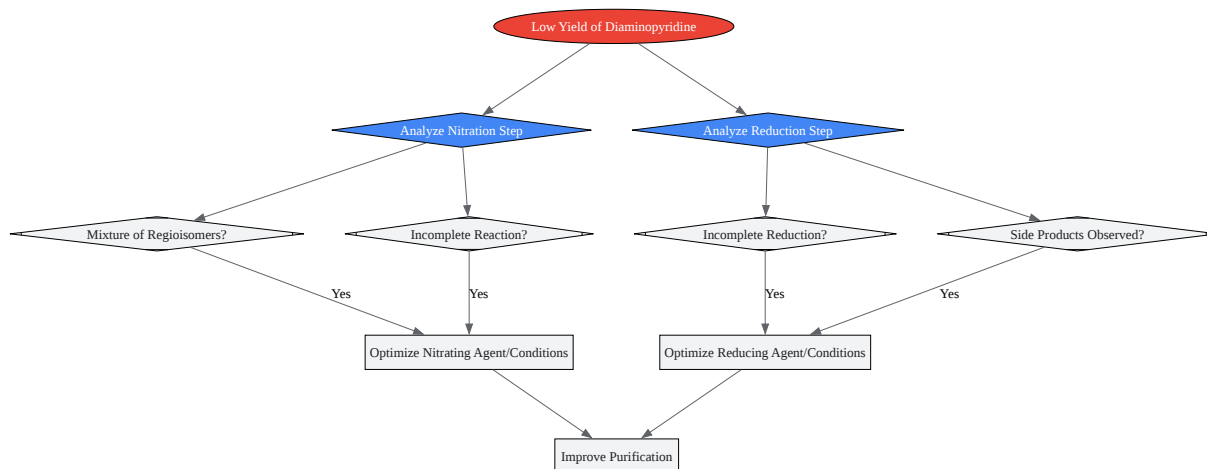 Low Yield of Diaminopyridine
Analyze Nitration Step
Analyze Reduction Step
Mixture of Regioisomers?
Incomplete Reaction?
Incomplete Reduction?
Side Products Observed?
Yes
Yes
Yes
Yes
Optimize Nitrating Agent/Conditions
Optimize Reducing Agent/Conditions
Improve Purification